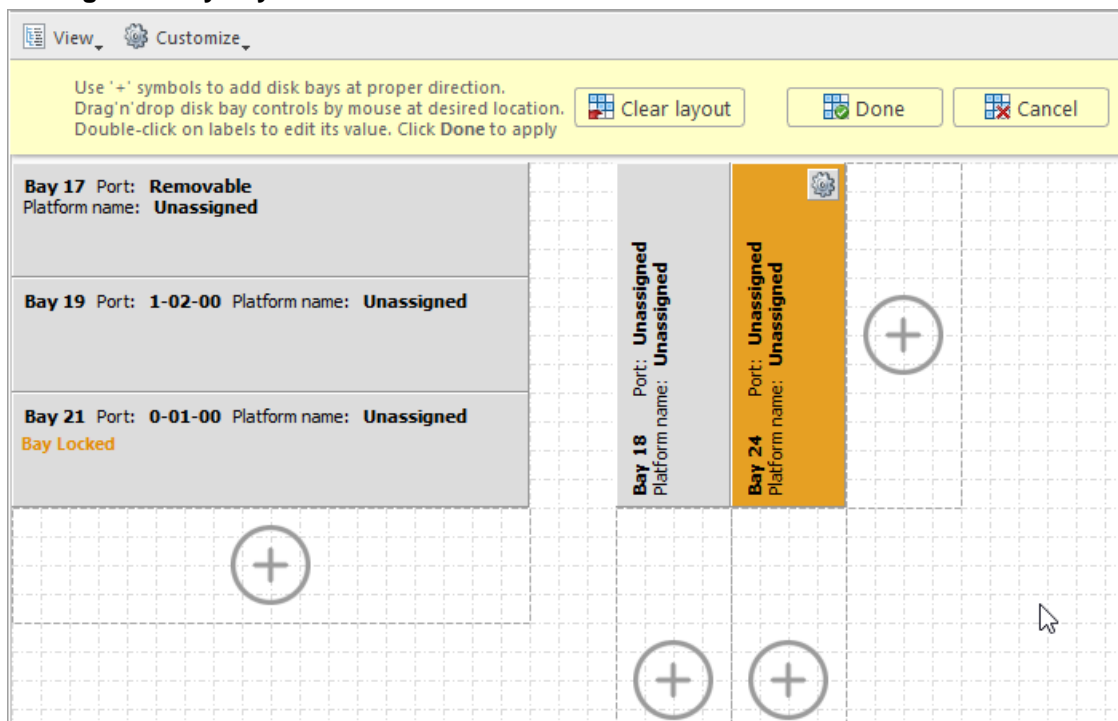 View
Customize
Use '+' symbols to add disk bays at proper direction.
Drag'n'drop disk bay controls by mouse at desired location.
Double-click on labels to edit its value. Click Done to apply
Clear layout
Done
Cancel
Bay 17 Port: Removable
Platform name: Unassigned
Bay 19 Port: 1-02-00 Platform name: Unassigned
Bay 21 Port: 0-01-00 Platform name: Unassigned
Bay Locked
Bay 18 Port: Unassigned
Platform name: Unassigned
Bay 24 Port: Unassigned
Platform name: Unassigned